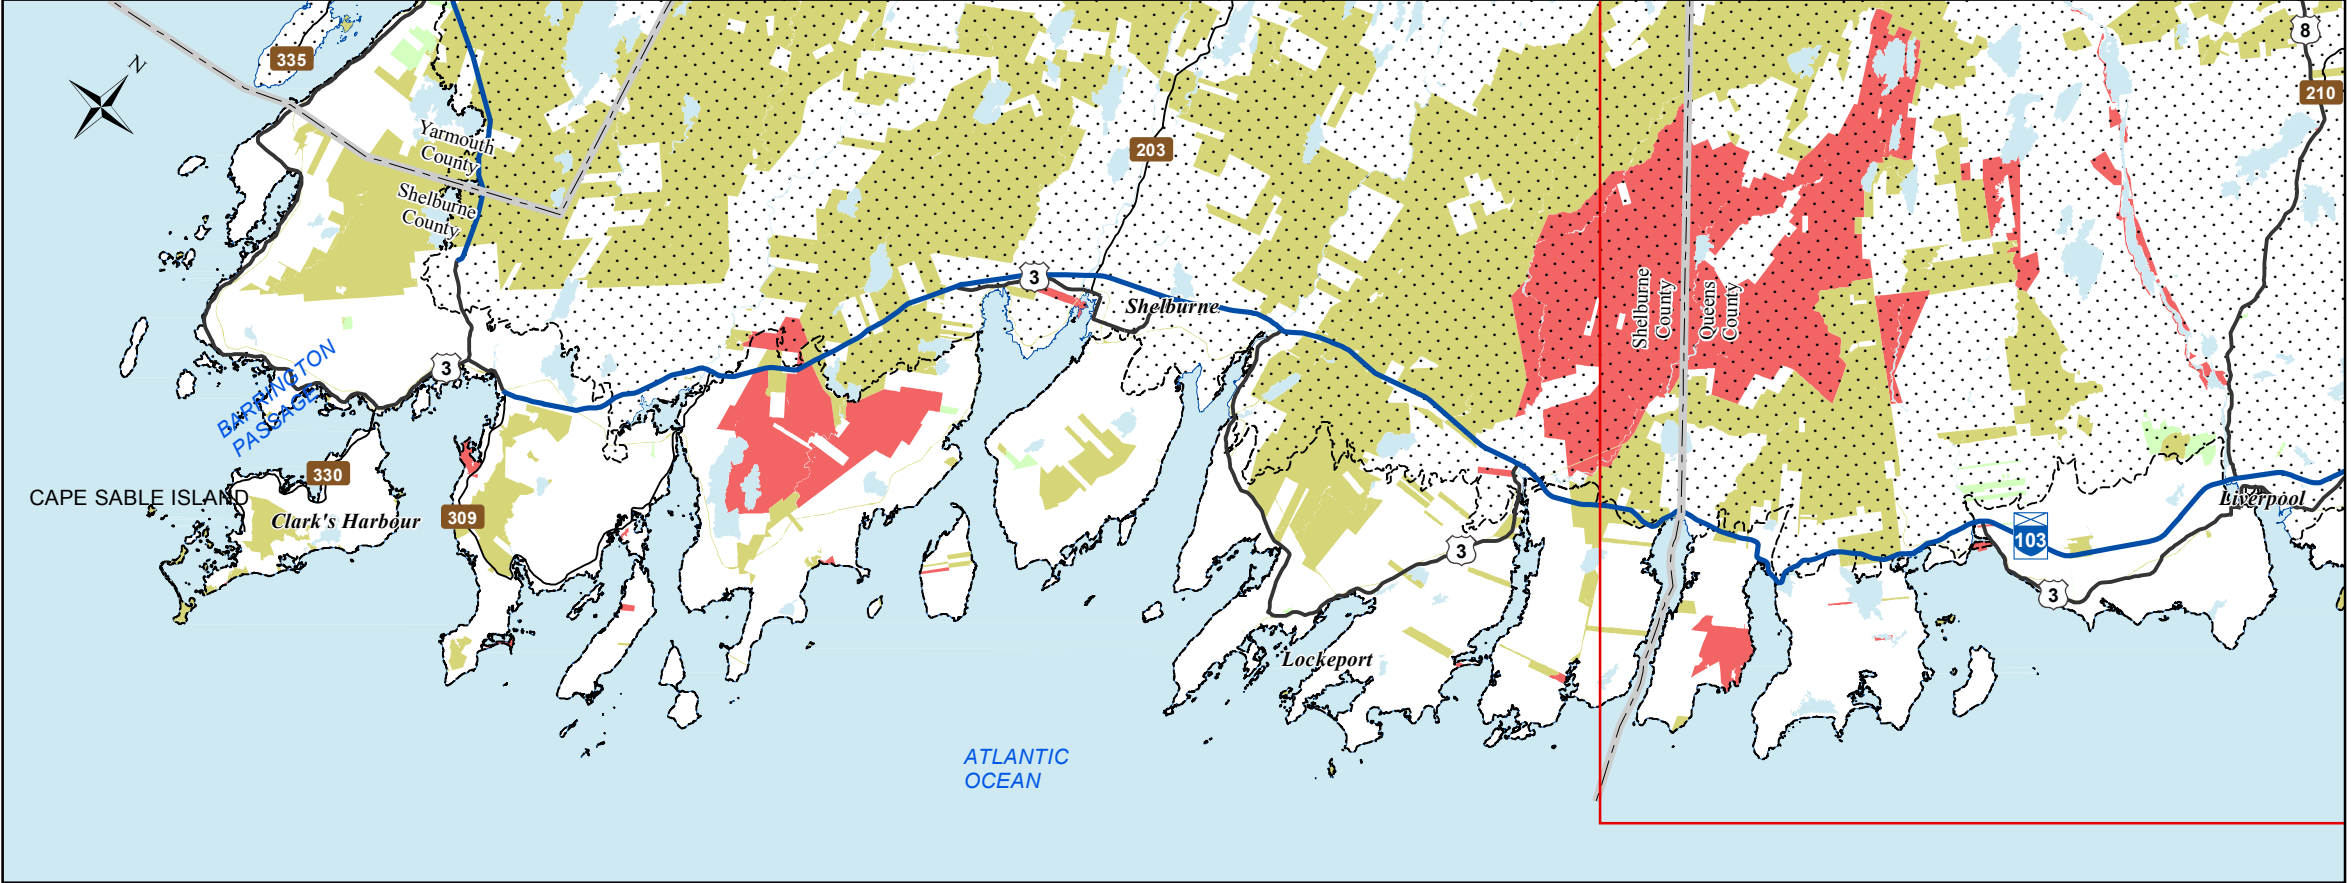 8
335
N
210
Yarmouth
County
203
Shelburne
County
3
Shelburne
Shelburne
County
Queens
County
3
BARRINGTON
PASSAGE
330
CAPE SABLE ISLAND
Clark's Harbour
309
Liverpool
103
3
3
Lockeport
ATLANTIC
OCEAN